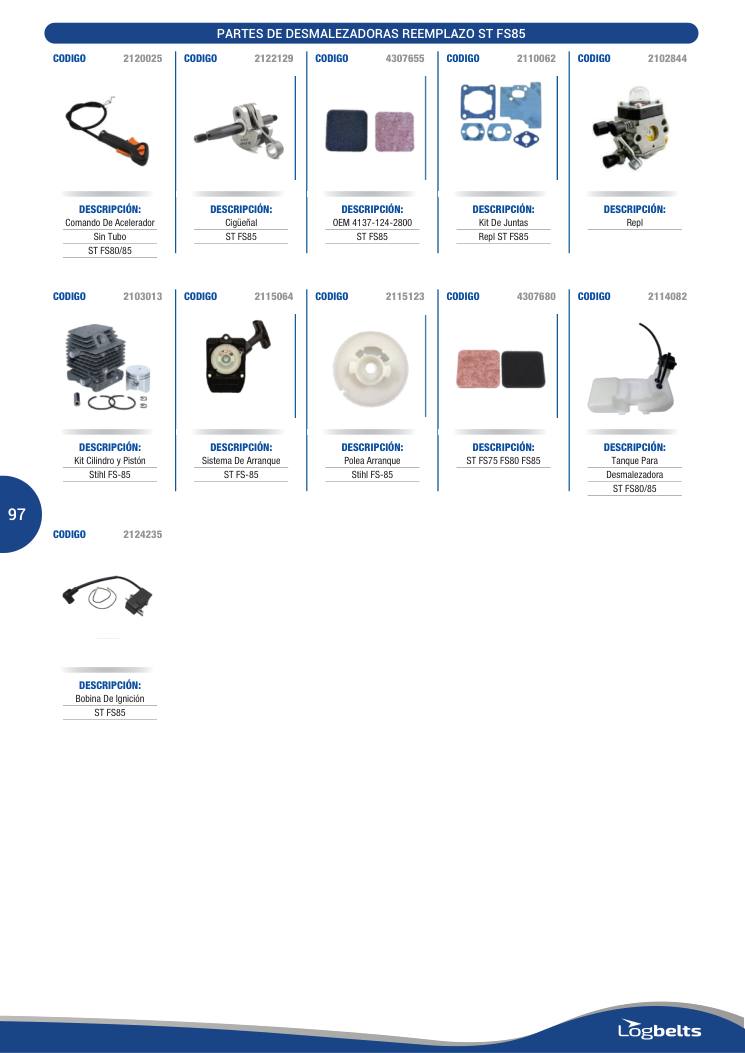 PARTES DE DESMALEZADORAS REEMPLAZO ST FS85
CODIGO 2120025
DESCRIPCIÓN:
Comando De Acelerador
Sin Tubo
ST FS80/85
CODIGO 2122129
DESCRIPCIÓN:
Cigüeñal
ST FS85
CODIGO 4307655
DESCRIPCIÓN:
OEM 4137-124-2800
ST FS85
CODIGO 2110062
DESCRIPCIÓN:
Kit De Juntas
Repl ST FS85
CODIGO 2102844
DESCRIPCIÓN:
Repl
CODIGO 2103013
DESCRIPCIÓN:
Kit Cilindro y Pistón
Stihl FS-85
CODIGO 2115064
DESCRIPCIÓN:
Sistema De Arranque
ST FS-85
CODIGO 2115123
DESCRIPCIÓN:
Polea Arranque
Stihl FS-85
CODIGO 4307680
DESCRIPCIÓN:
ST FS75 FS80 FS85
CODIGO 2114082
DESCRIPCIÓN:
Tanque Para
Desmalezadora
ST FS80/85
97
CODIGO 2124235
DESCRIPCIÓN:
Bobina De Ignición
ST FS85
Logbelts